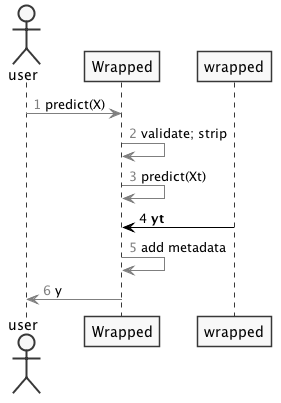 user
Wrapped
wrapped
1 predict(X)
2 validate; strip
3 predict(Xt)
4 yt
5 add metadata
6 y
user
Wrapped
wrapped